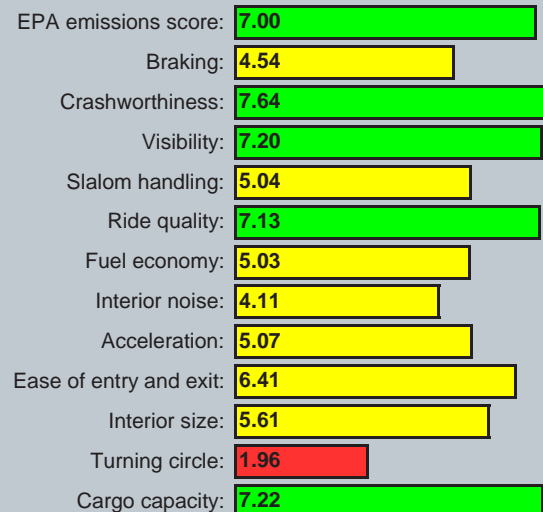 EPA emissions score: 7.00
Braking: 4.54
Crashworthiness: 7.64
Visibility: 7.20
Slalom handling: 5.04
Ride quality: 7.13
Fuel economy: 5.03
Interior noise: 4.11
Acceleration: 5.07
Ease of entry and exit: 6.41
Interior size: 5.61
Turning circle: 1.96
Cargo capacity: 7.22